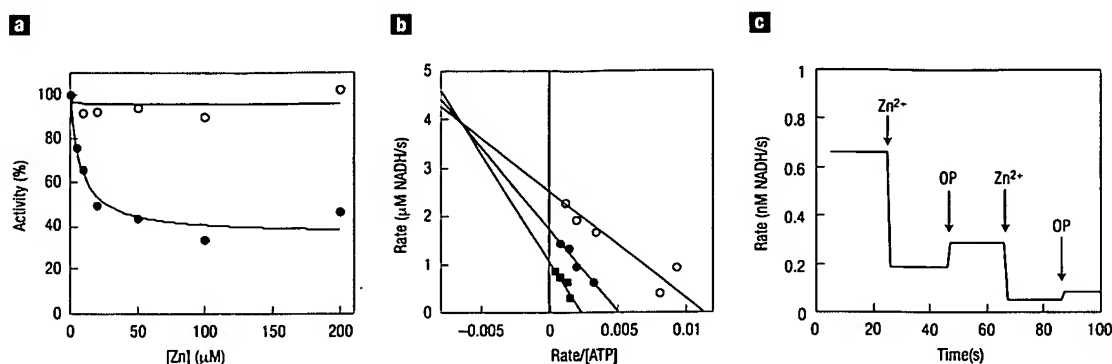 a
100
80
60
40
20
0
Activity (%)
0 50 100 150 200
[Zn] (μM)
b
5
4
3
2
1
0
Rate (μM NADH/s)
−0.005 0 0.005 0.01
Rate/[ATP]
c
1
0.8
0.6
0.4
0.2
0
Rate (nM NADH/s)
Zn2+
OP
Zn2+
OP
0 20 40 60 80 100
Time(s)